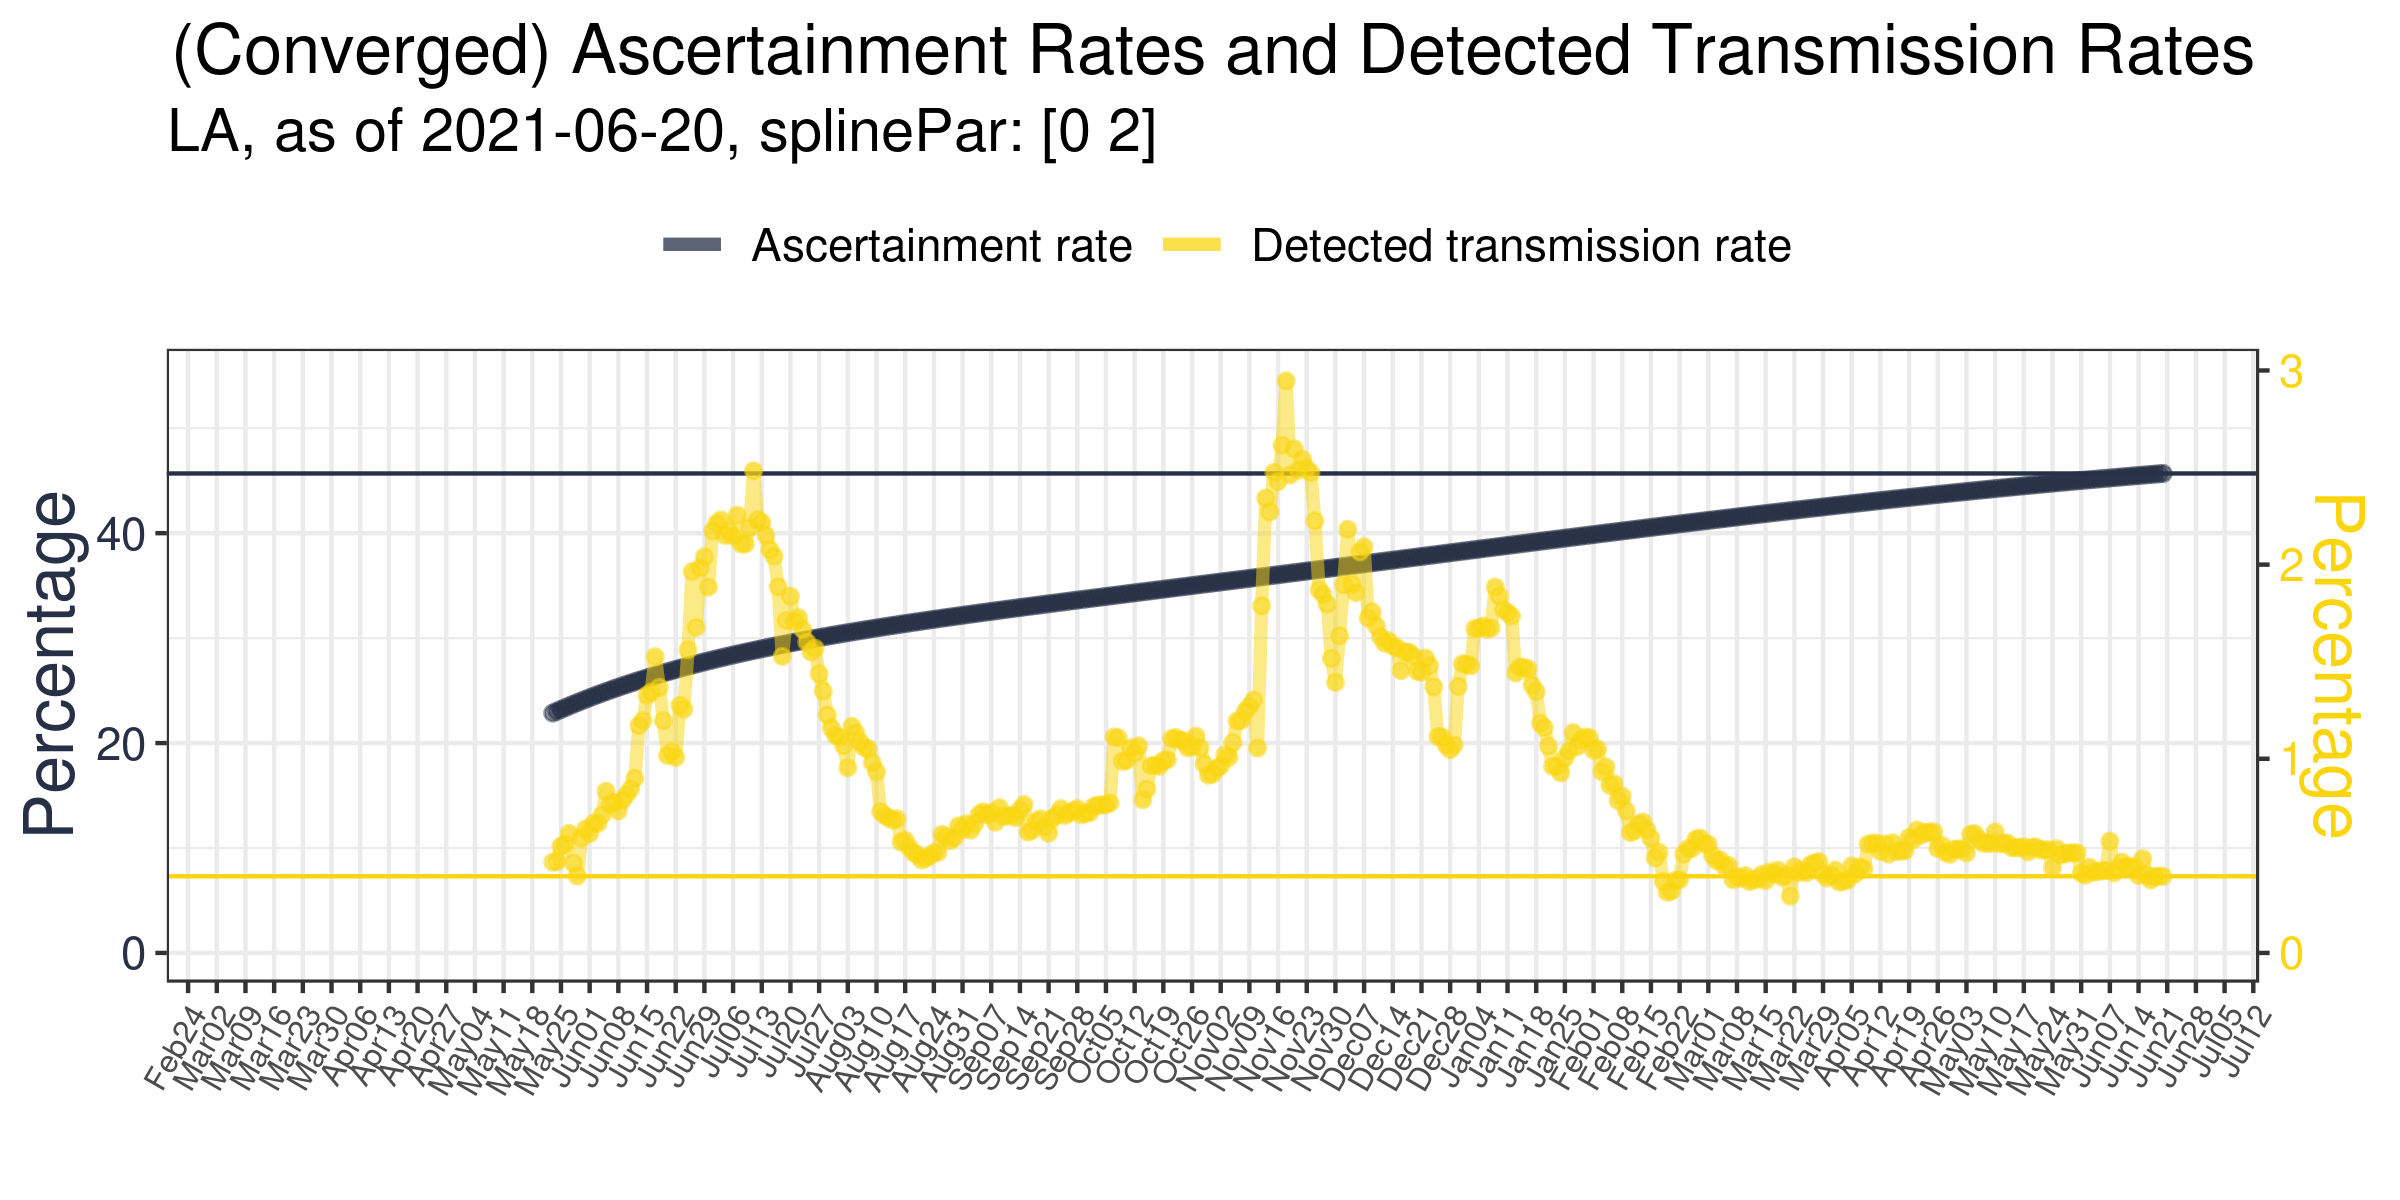 (Converged) Ascertainment Rates and Detected Transmission Rates
LA, as of 2021-06-20, splinePar: [0 2]
Ascertainment rate
Detected transmission rate
Percentage
40
20
0
3
2
1
0
Percentage
Feb24
Mar02
Mar09
Mar16
Mar23
Mar30
Apr06
Apr13
Apr20
Apr27
May04
May11
May18
May25
Jun01
Jun08
Jun15
Jun22
Jun29
Jul06
Jul13
Jul20
Jul27
Aug03
Aug10
Aug17
Aug24
Aug31
Sep07
Sep14
Sep21
Sep28
Oct05
Oct12
Oct19
Oct26
Nov02
Nov09
Nov16
Nov23
Nov30
Dec07
Dec14
Dec21
Dec28
Jan04
Jan11
Jan18
Jan25
Feb01
Feb08
Feb15
Feb22
Mar01
Mar08
Mar15
Mar22
Mar29
Apr05
Apr12
Apr19
Apr26
May03
May10
May17
May24
May31
Jun07
Jun14
Jun21
Jun28
Jul05
Jul12